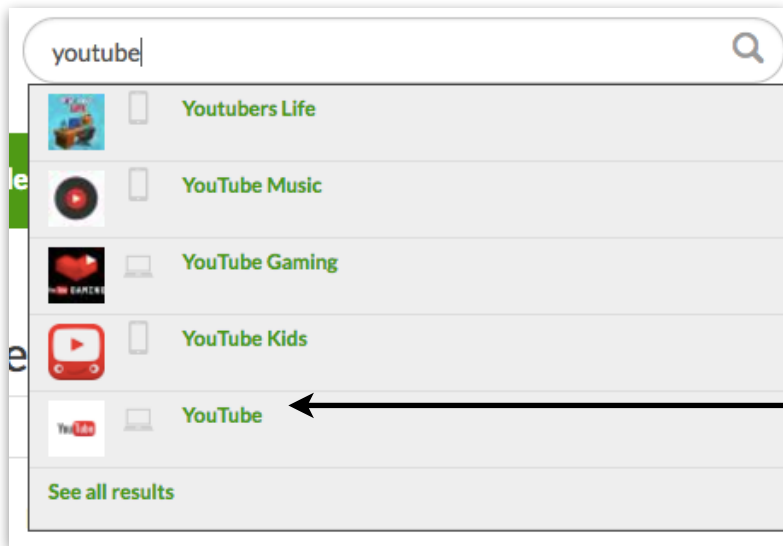 youtube
Youtubers Life
YouTube Music
YouTube Gaming
YouTube Kids
YouTube
See all results